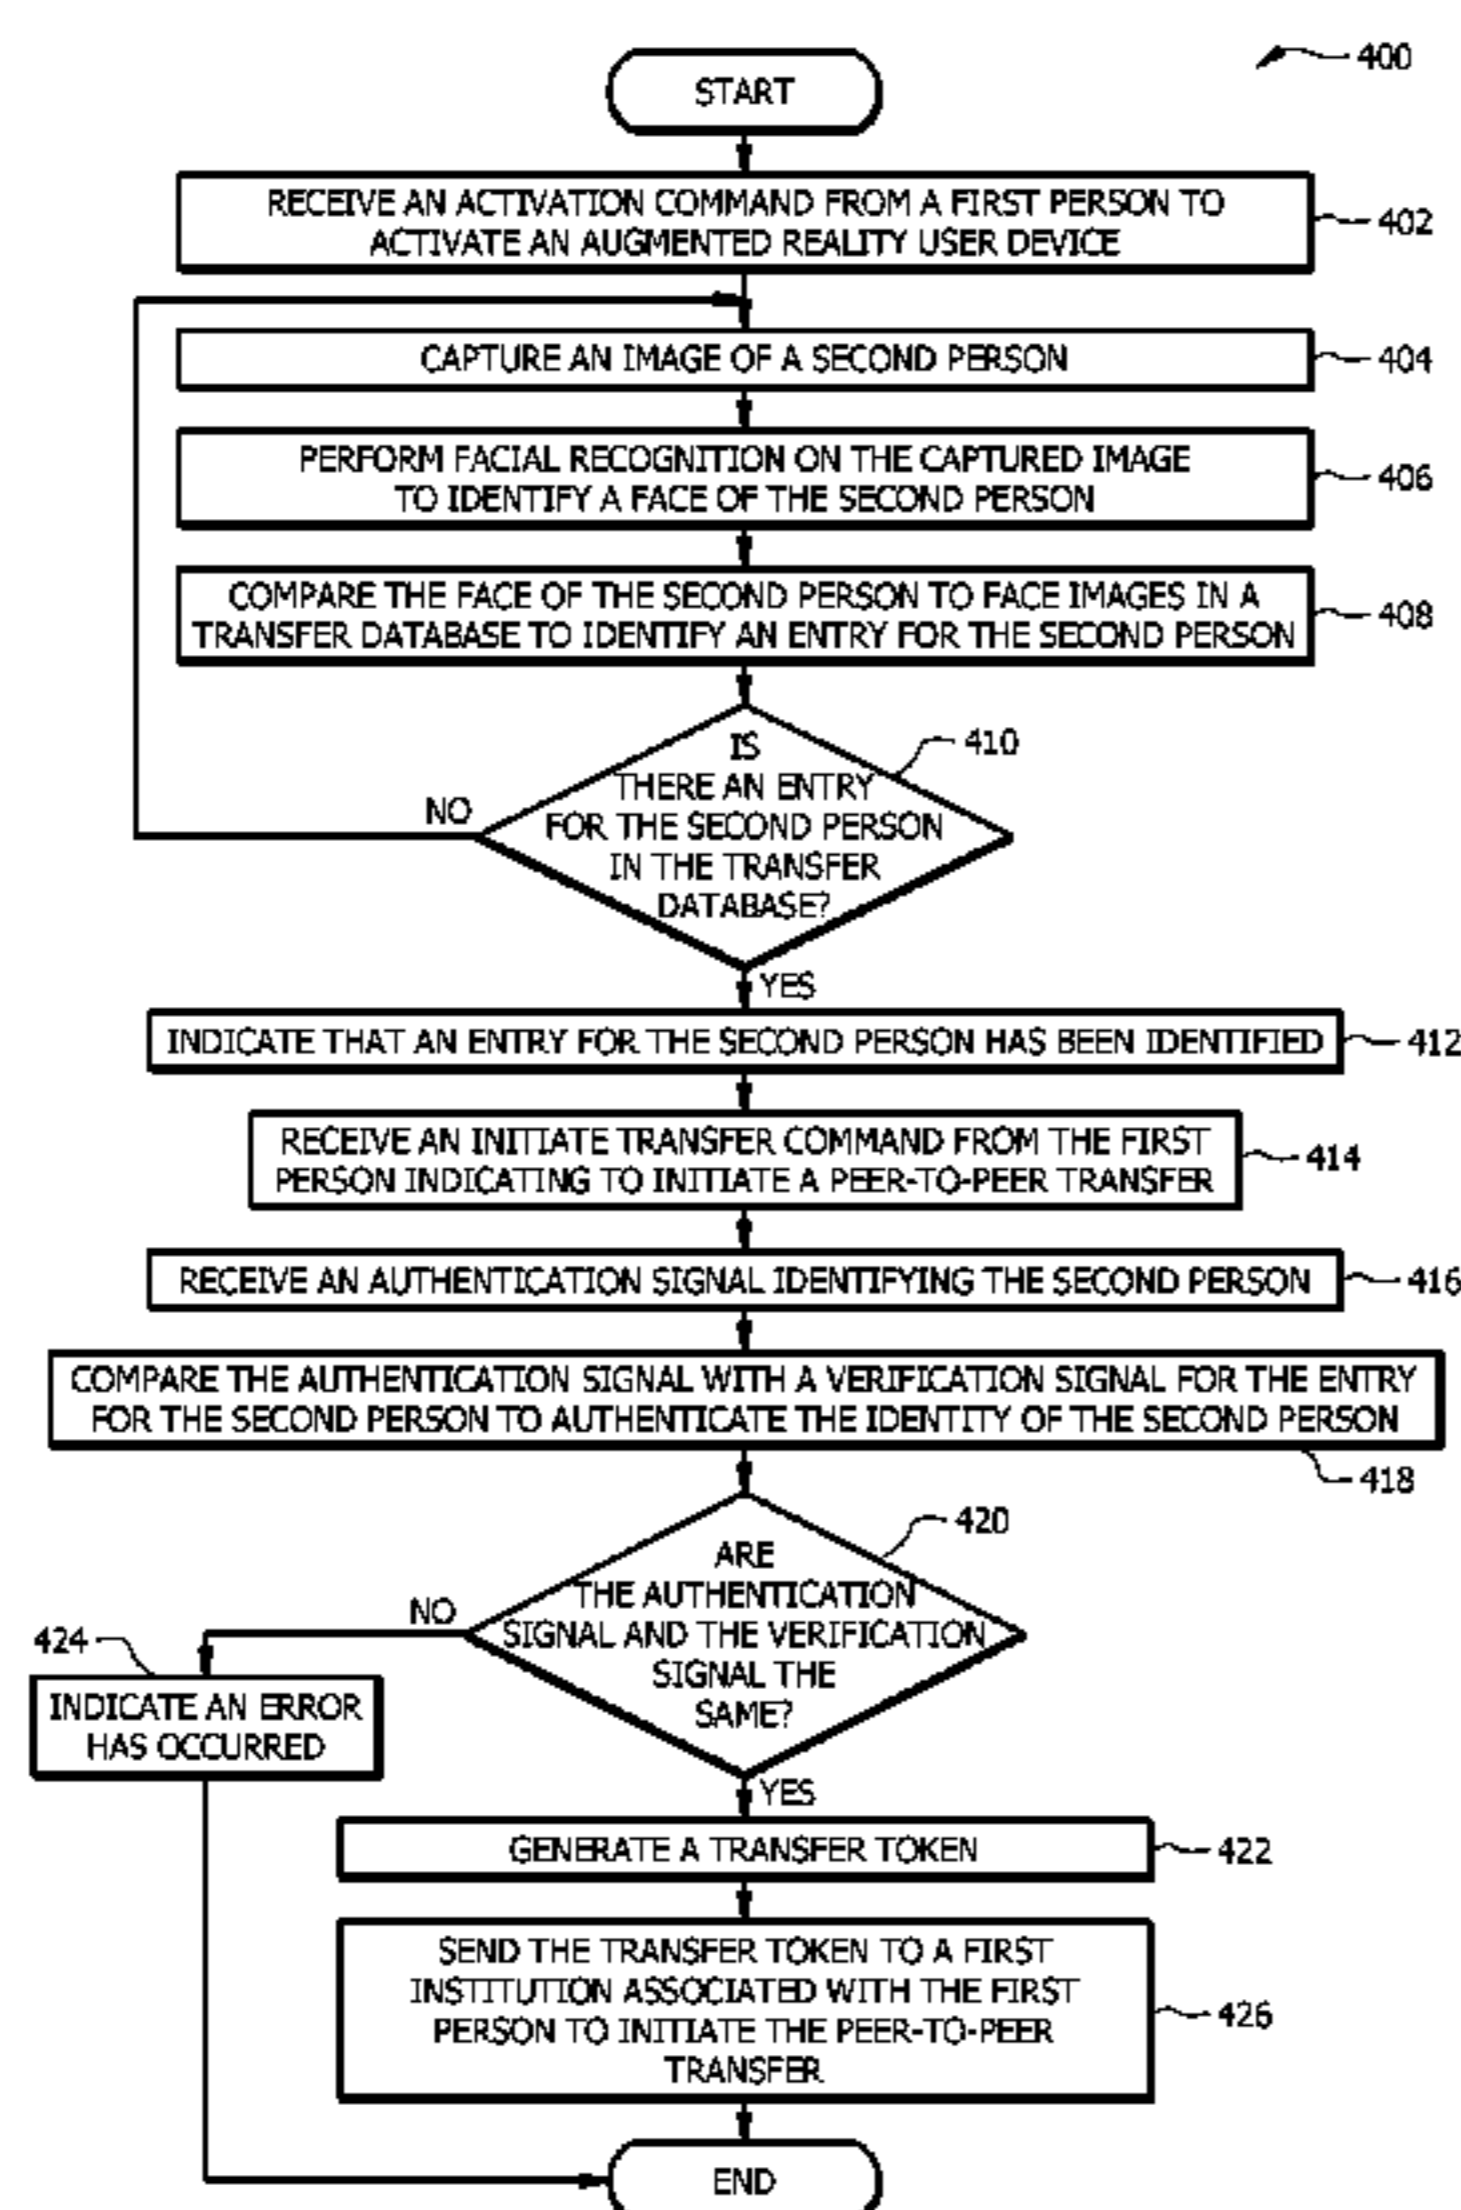 400
START
RECEIVE AN ACTIVATION COMMAND FROM A FIRST PERSON TO
ACTIVATE AN AUGMENTED REALITY USER DEVICE
402
CAPTURE AN IMAGE OF A SECOND PERSON
404
PERFORM FACIAL RECOGNITION ON THE CAPTURED IMAGE
TO IDENTIFY A FACE OF THE SECOND PERSON
406
COMPARE THE FACE OF THE SECOND PERSON TO FACE IMAGES IN A
TRANSFER DATABASE TO IDENTIFY AN ENTRY FOR THE SECOND PERSON
408
410
IS
THERE AN ENTRY
FOR THE SECOND PERSON
IN THE TRANSFER
DATABASE?
NO
YES
INDICATE THAT AN ENTRY FOR THE SECOND PERSON HAS BEEN IDENTIFIED
412
RECEIVE AN INITIATE TRANSFER COMMAND FROM THE FIRST
PERSON INDICATING TO INITIATE A PEER-TO-PEER TRANSFER
414
RECEIVE AN AUTHENTICATION SIGNAL IDENTIFYING THE SECOND PERSON
416
COMPARE THE AUTHENTICATION SIGNAL WITH A VERIFICATION SIGNAL FOR THE ENTRY
FOR THE SECOND PERSON TO AUTHENTICATE THE IDENTITY OF THE SECOND PERSON
418
420
ARE
THE AUTHENTICATION
SIGNAL AND THE VERIFICATION
SIGNAL THE
SAME?
NO
424
INDICATE AN ERROR
HAS OCCURRED
YES
GENERATE A TRANSFER TOKEN
422
SEND THE TRANSFER TOKEN TO A FIRST
INSTITUTION ASSOCIATED WITH THE FIRST
PERSON TO INITIATE THE PEER-TO-PEER
TRANSFER
426
END